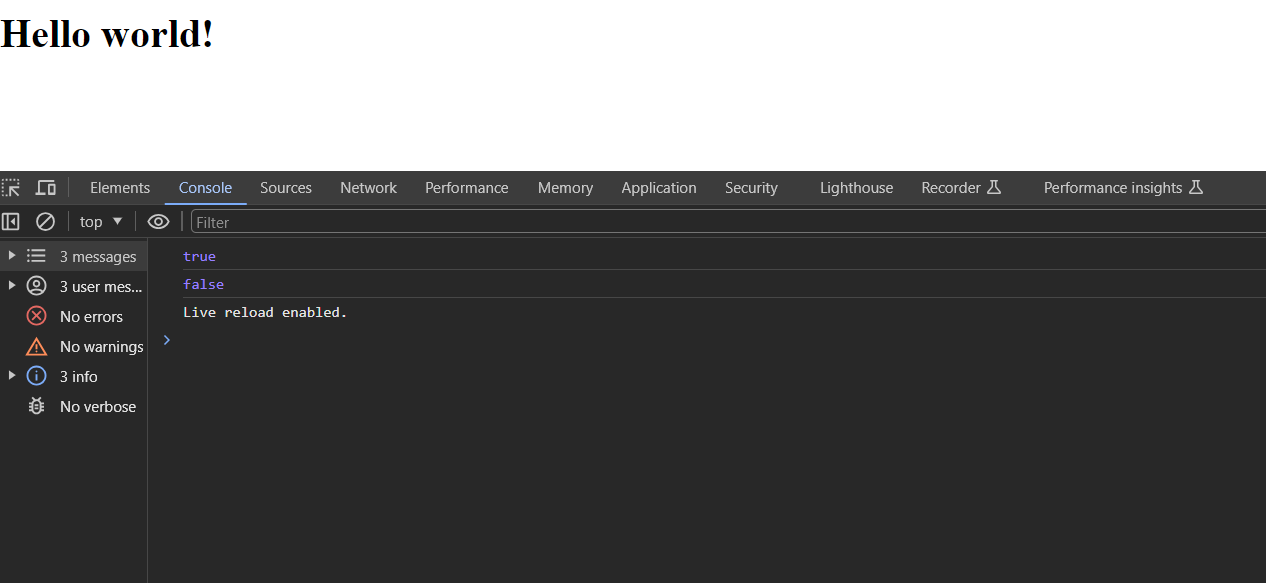 Hello world!
Elements Console Sources Network Performance Memory Application Security Lighthouse Recorder Performance insights
top Filter
3 messages
3 user mes...
No errors
No warnings
3 info
No verbose
true
false
Live reload enabled.